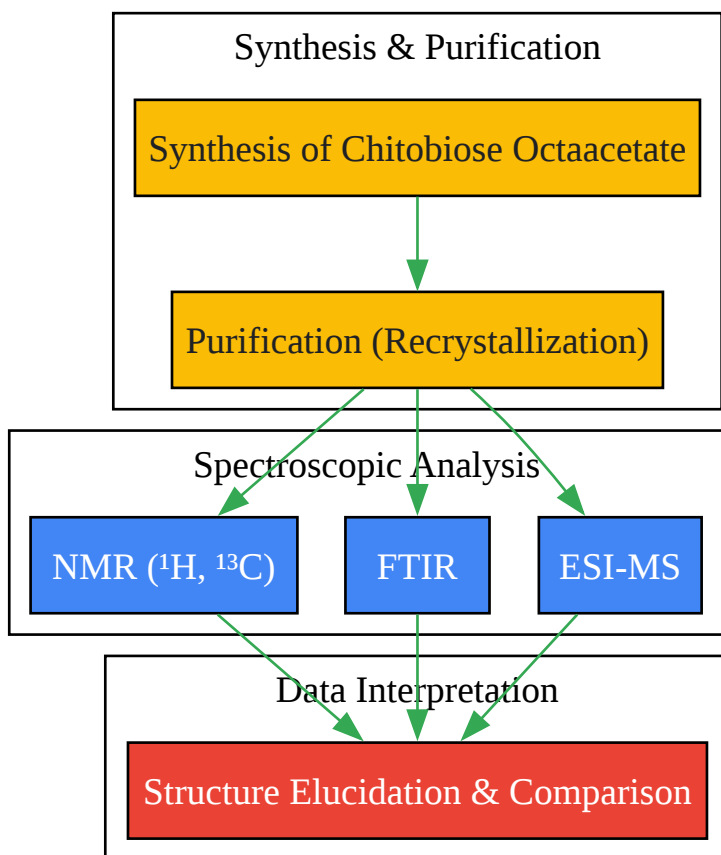 Synthesis & Purification
Synthesis of Chitobiose Octaacetate
Purification (Recrystallization)
Spectroscopic Analysis
NMR (¹H, ¹³C)
FTIR
ESI-MS
Data Interpretation
Structure Elucidation & Comparison